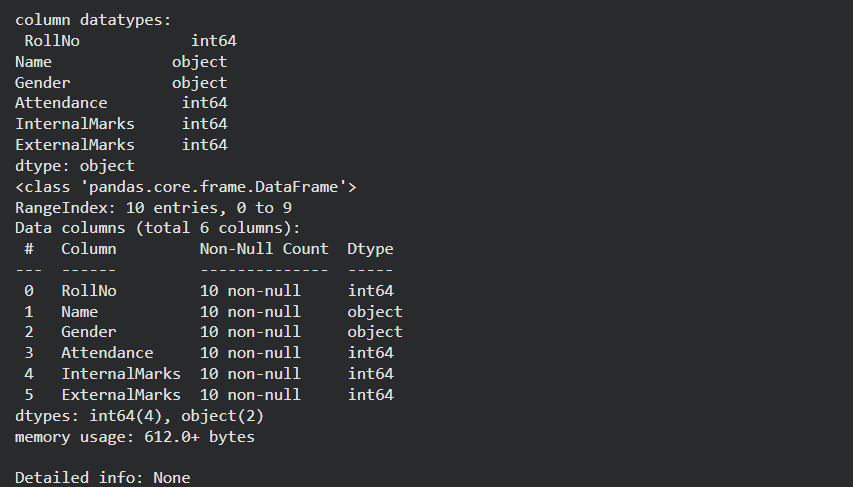 column datatypes:
 RollNo            int64
Name             object
Gender           object
Attendance        int64
InternalMarks     int64
ExternalMarks     int64
dtype: object
<class 'pandas.core.frame.DataFrame'>
RangeIndex: 10 entries, 0 to 9
Data columns (total 6 columns):
 #   Column         Non-Null Count  Dtype
---  ------         --------------  -----
 0   RollNo         10 non-null     int64
 1   Name           10 non-null     object
 2   Gender         10 non-null     object
 3   Attendance     10 non-null     int64
 4   InternalMarks  10 non-null     int64
 5   ExternalMarks  10 non-null     int64
dtypes: int64(4), object(2)
memory usage: 612.0+ bytes

Detailed info: None